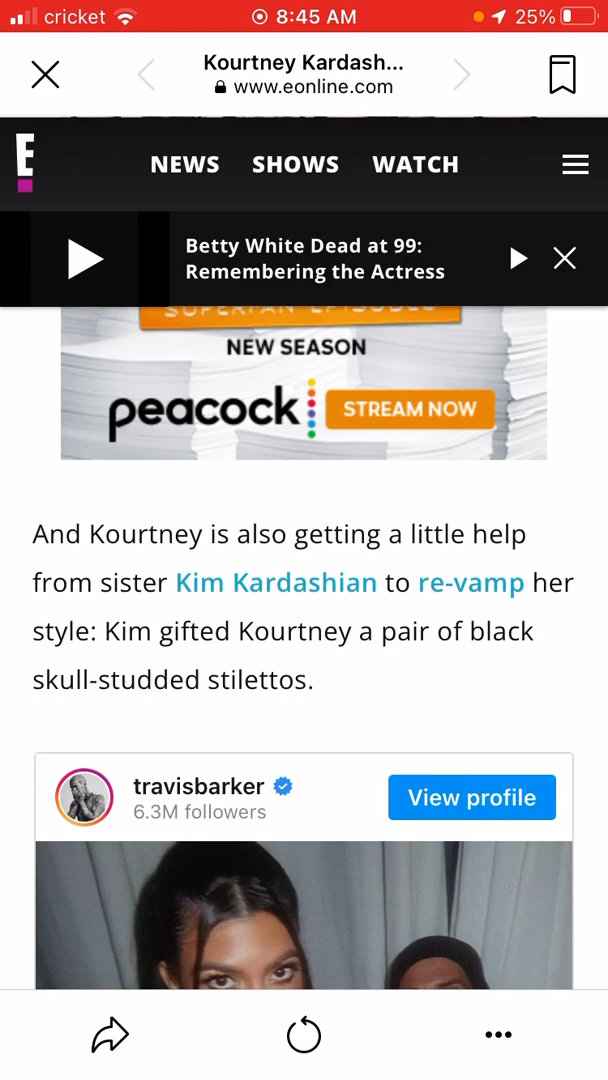 cricket 8:45 AM 25%
Kourtney Kardash...
www.eonline.com
E NEWS SHOWS WATCH
Betty White Dead at 99:
Remembering the Actress
SUPERFAN EPISODES
NEW SEASON
peacock STREAM NOW
And Kourtney is also getting a little help
from sister Kim Kardashian to re-vamp her
style: Kim gifted Kourtney a pair of black
skull-studded stilettos.
travisbarker View profile
6.3M followers